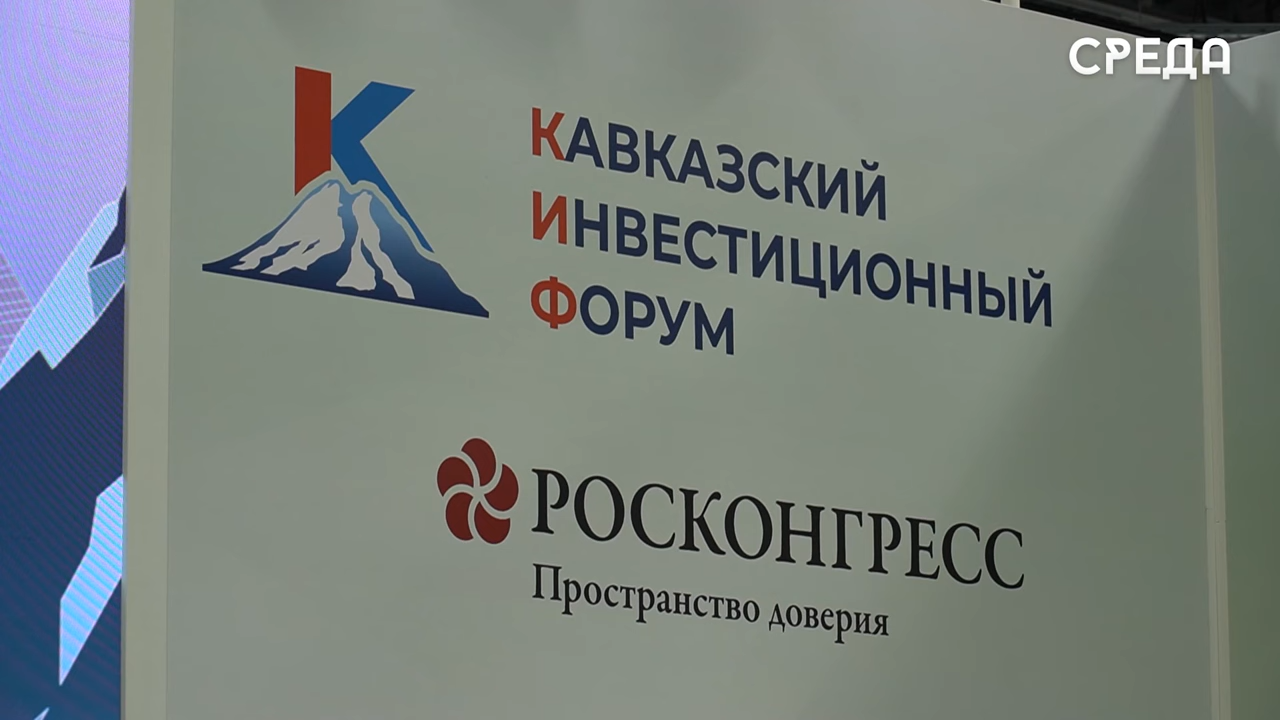 СРЕДА
КАВКАЗСКИЙ
ИНВЕСТИЦИОННЫЙ
ФОРУМ
РОСКОНГРЕСС
Пространство доверия